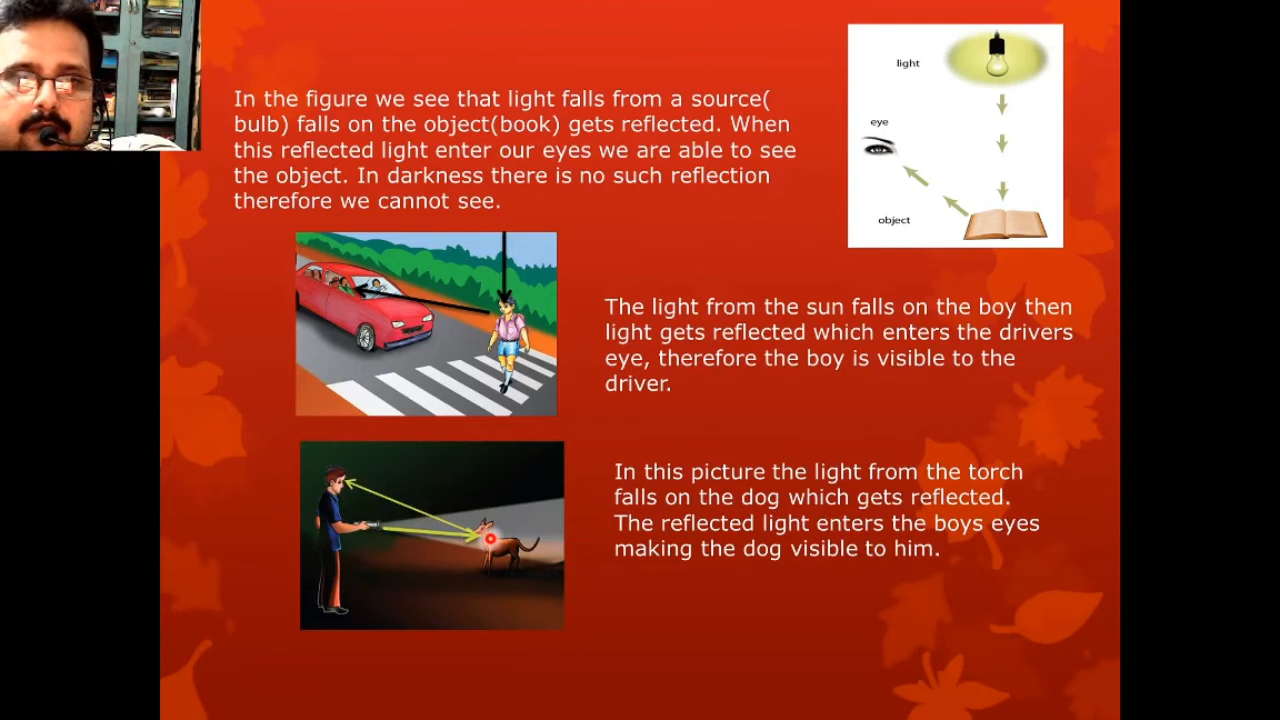 In the figure we see that light falls from a source(
bulb) falls on the object(book) gets reflected. When
this reflected light enter our eyes we are able to see
the object. In darkness there is no such reflection
therefore we cannot see.
light
eye
object
The light from the sun falls on the boy then
light gets reflected which enters the drivers
eye, therefore the boy is visible to the
driver.
In this picture the light from the torch
falls on the dog which gets reflected.
The reflected light enters the boys eyes
making the dog visible to him.